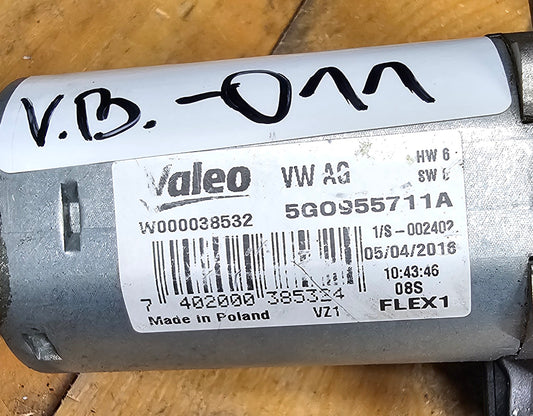 V.B.-011
Valeo VW AG HW 6
SW
W000038532 5G0955711A
1/S-002402
05/04/2016
10:43:46
7 402000 385324 08S
Made in Poland VZ1 FLEX1